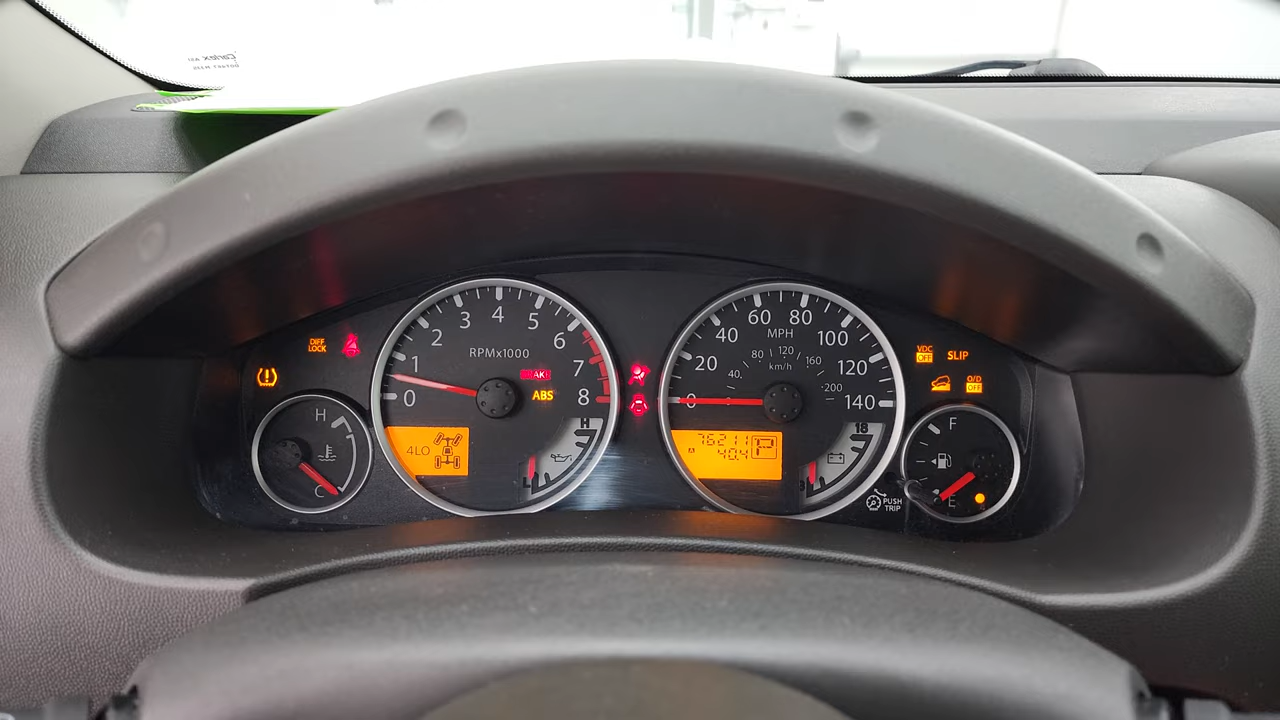 DIFF
LOCK
0
1
2
3
4
5
6
7
8
RPMx1000
ABS
4LO
H
L
H
C
0
20
40
60
80
100
120
140
MPH
40
80
120
160
200
km/h
76211
40.4
P
A
18
8
VDC
OFF
SLIP
O/D
OFF
F
E
PUSH
TRIP